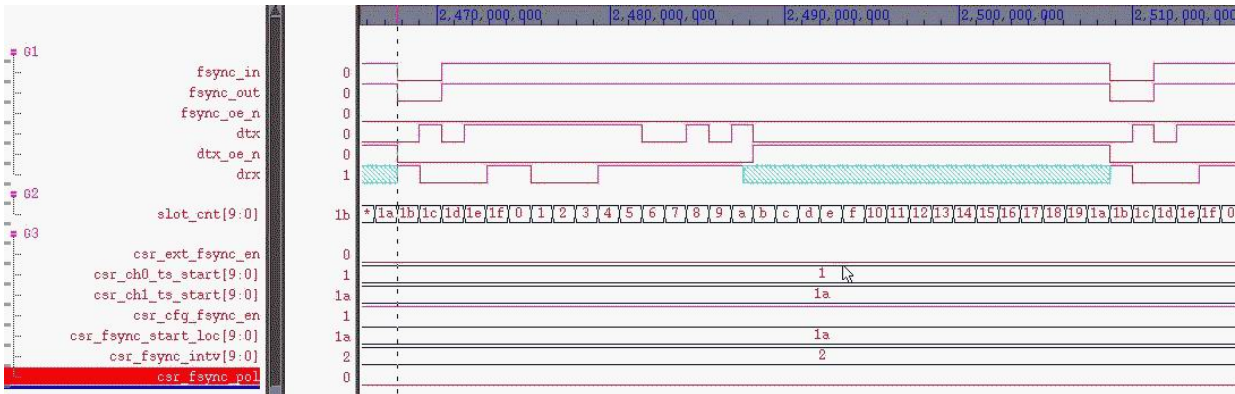 2,470,000,000 2,480,000,000 2,490,000,000 2,500,000,000 2,510,000,000
G1
fsync_in 0
fsync_out 0
fsync_oe_n 0
dtx 0
dtx_oe_n 0
drx 1
G2
slot_cnt[9:0] 1b * 1a 1b 1c 1d 1e 1f 0 1 2 3 4 5 6 7 8 9 a b c d e f 10 11 12 13 14 15 16 17 18 19 1a 1b 1c 1d 1e 1f 0
G3
csr_ext_fsync_en 0
csr_ch0_ts_start[9:0] 1 1
csr_ch1_ts_start[9:0] 1a 1a
csr_cfg_fsync_en 1
csr_fsync_start_loc[9:0] 1a 1a
csr_fsync_intv[9:0] 2 2
csr_fsync_pol 0